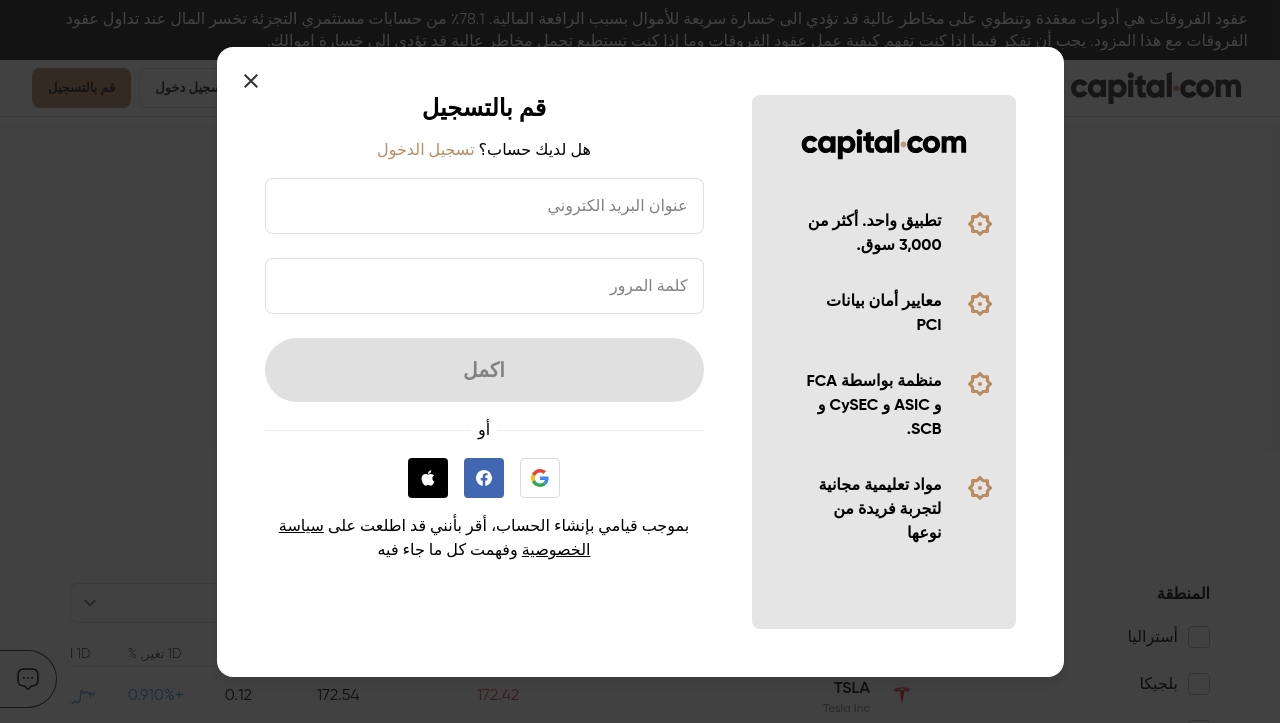 عقود الفروقات هي أدوات معقدة وتنطوي على مخاطر عالية قد تؤدي الى خسارة سريعة للأموال بسبب الرافعة المالية. 78.1٪ من حسابات مستثمري التجزئة تخسر المال عند تداول عقود
الفروقات مع هذا المزود. يجب أن تفكر فيما إذا كنت تفهم كيفية عمل عقود الفروقات وما إذا كنت تستطيع تحمل مخاطر عالية قد تؤدي الى خسارة اموالك.
capital.com
تسجيل دخول
قم بالتسجيل
capital.com
تطبيق واحد. أكثر من
3,000 سوق.
معايير أمان بيانات
PCI
منظمة بواسطة FCA
و ASIC و CySEC و
SCB.
مواد تعليمية مجانية
لتجربة فريدة من
نوعها
قم بالتسجيل
هل لديك حساب؟ تسجيل الدخول
عنوان البريد الكتروني
كلمة المرور
اكمل
أو
بموجب قيامي بإنشاء الحساب، أقر بأنني قد اطلعت على سياسة
الخصوصية وفهمت كل ما جاء فيه
المنطقة
أستراليا
بلجيكا
1D تغير %
1D ا
TSLA
Tesla Inc
172.42
172.54
0.12
0.910%+